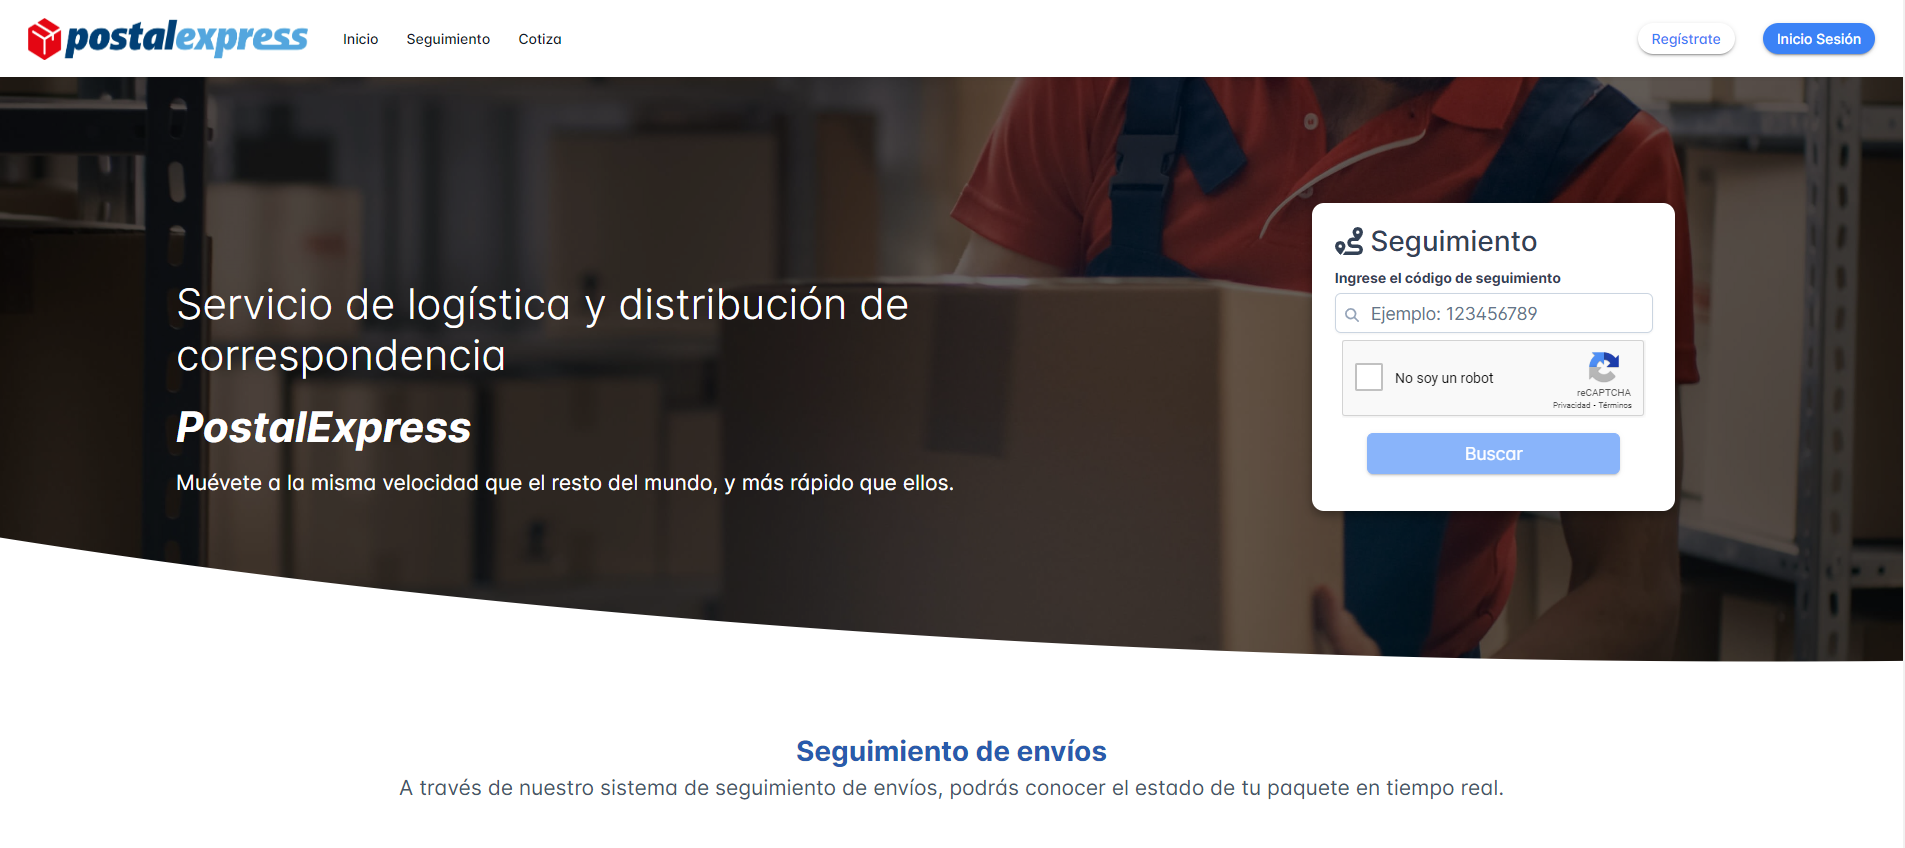 postalexpress
Inicio
Seguimiento
Cotiza
Regístrate
Inicio Sesión
Servicio de logística y distribución de
correspondencia
PostalExpress
Muévete a la misma velocidad que el resto del mundo, y más rápido que ellos.
Seguimiento
Ingrese el código de seguimiento
Ejemplo: 123456789
No soy un robot
reCAPTCHA
Privacidad - Términos
Buscar
Seguimiento de envíos
A través de nuestro sistema de seguimiento de envíos, podrás conocer el estado de tu paquete en tiempo real.